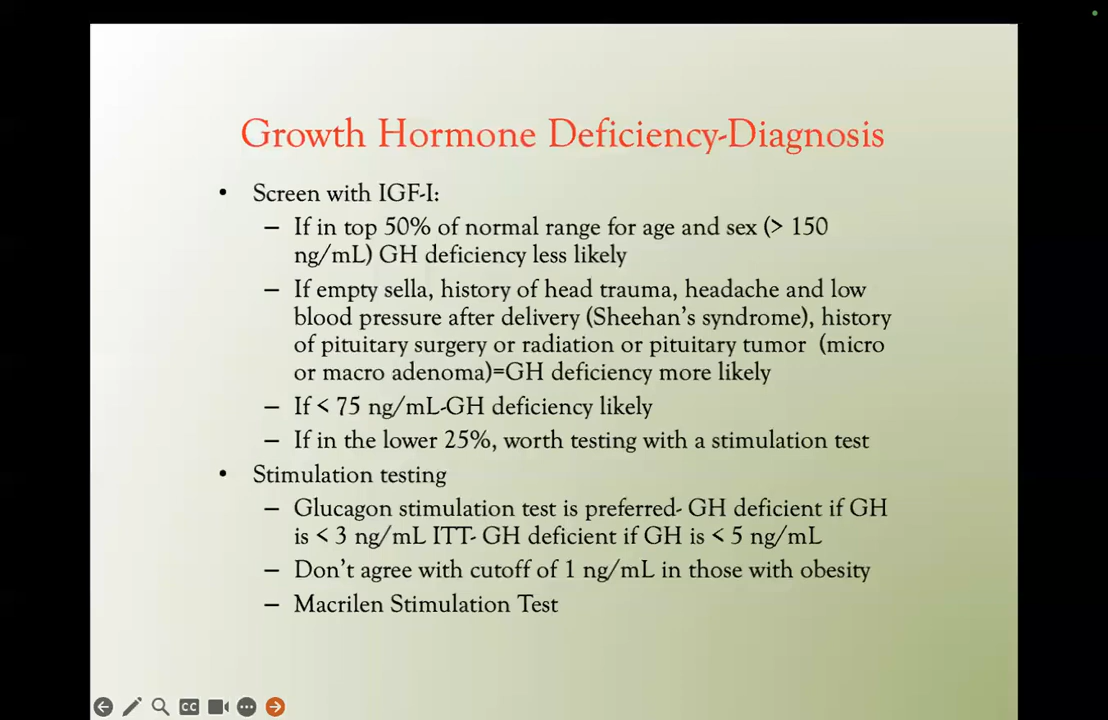 Growth Hormone Deficiency-Diagnosis
• Screen with IGF-I:
– If in top 50% of normal range for age and sex (> 150
ng/mL) GH deficiency less likely
– If empty sella, history of head trauma, headache and low
blood pressure after delivery (Sheehan's syndrome), history
of pituitary surgery or radiation or pituitary tumor (micro
or macro adenoma)=GH deficiency more likely
– If < 75 ng/mL-GH deficiency likely
– If in the lower 25%, worth testing with a stimulation test
• Stimulation testing
– Glucagon stimulation test is preferred- GH deficient if GH
is < 3 ng/mL ITT- GH deficient if GH is < 5 ng/mL
– Don't agree with cutoff of 1 ng/mL in those with obesity
– Macrilen Stimulation Test
CC